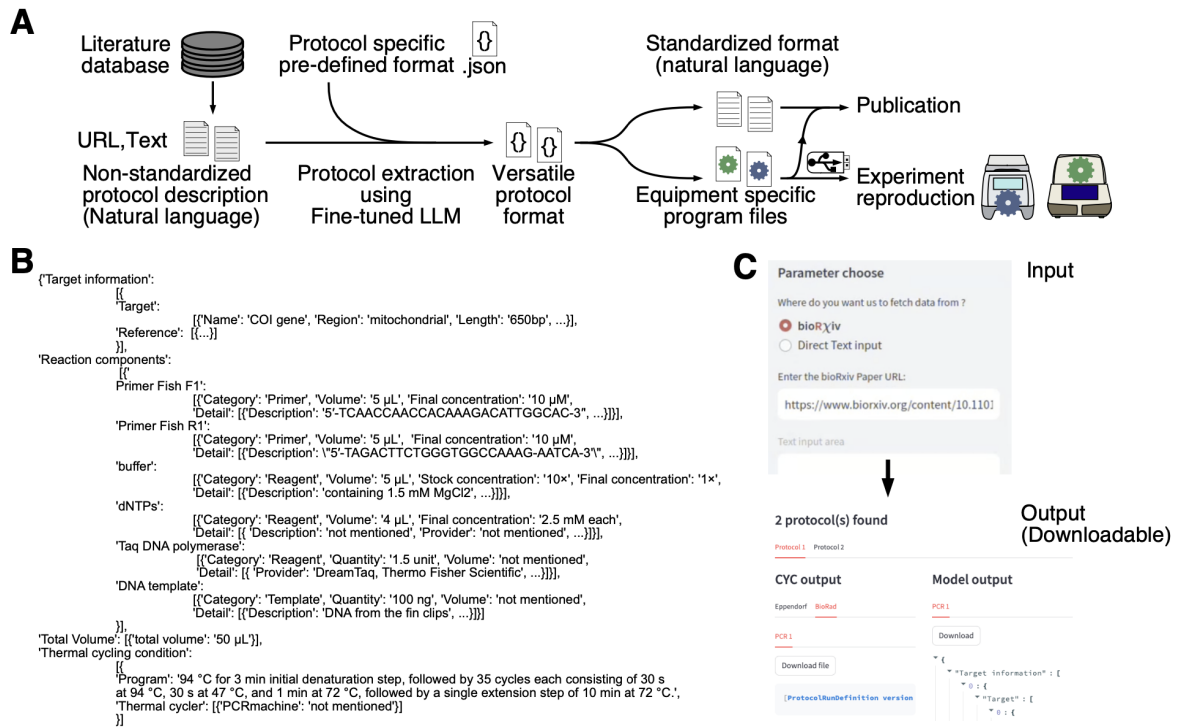 A
Literature
database
Protocol specific
pre-defined format
{}
.json
Standardized format
(natural language)
URL,Text
{} {}
Publication
Non-standardized
protocol description
(Natural language)
Protocol extraction
using
Fine-tuned LLM
Versatile
protocol
format
Equipment specific
program files
Experiment
reproduction
B
{'Target information':
[{
'Target':
[{'Name': 'COI gene', 'Region': 'mitochondrial', 'Length': '650bp', ...}],
'Reference': [{...}]
}],
'Reaction components':
[{'
Primer Fish F1':
[{'Category': 'Primer', 'Volume': '5 µL', 'Final concentration': '10 µM',
'Detail': [{'Description': '5′-TCAACCAACCACAAAGACATTGGCAC-3", ...}]}],
'Primer Fish R1':
[{'Category': 'Primer', 'Volume': '5 µL', 'Final concentration': '10 µM',
'Detail': [{'Description': \"5′-TAGACTTCTGGGTGGCCAAAG-AATCA-3'\", ...}]}],
'buffer':
[{'Category': 'Reagent', 'Volume': '5 µL', 'Stock concentration': '10×', 'Final concentration': '1×',
'Detail': [{'Description': 'containing 1.5 mM MgCl2', ...}]}],
'dNTPs':
[{'Category': 'Reagent', 'Volume': '4 µL', 'Final concentration': '2.5 mM each',
'Detail': [{ 'Description': 'not mentioned', 'Provider': 'not mentioned', ...}]}],
'Taq DNA polymerase':
[{'Category': 'Reagent', 'Quantity': '1.5 unit', 'Volume': 'not mentioned',
'Detail': [{ 'Provider': 'DreamTaq, Thermo Fisher Scientific', ...}]}],
'DNA template':
[{'Category': 'Template', 'Quantity': '100 ng', 'Volume': 'not mentioned',
'Detail': [{'Description': 'DNA from the fin clips', ...}]}]
}],
'Total Volume': [{'total volume': '50 µL'}],
'Thermal cycling condition':
[{
'Program': '94 °C for 3 min initial denaturation step, followed by 35 cycles each consisting of 30 s
at 94 °C, 30 s at 47 °C, and 1 min at 72 °C, followed by a single extension step of 10 min at 72 °C.',
'Thermal cycler': [{'PCRmachine': 'not mentioned'}]
}]
C
Parameter choose
Where do you want us to fetch data from ?
bioRχiv
Direct Text input
Enter the bioRxiv Paper URL:
https://www.biorxiv.org/content/10.1101
Text input area
Input
Output
(Downloadable)
2 protocol(s) found
Protocol 1 Protocol 2
CYC output
Eppendorf BioRad
PCR 1
Download file
[ProtocolRunDefinition version
Model output
PCR 1
Download
{
"Target information" : [
0 : {
"Target" : [
0 : {